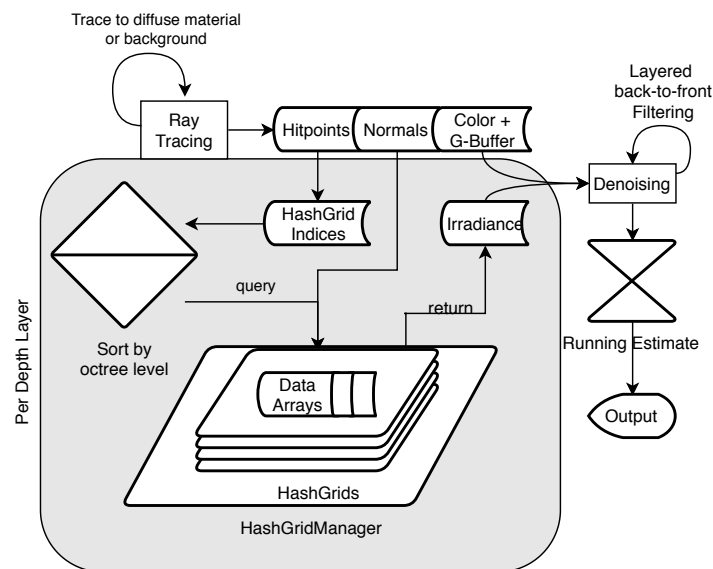 Trace to diffuse material
or background
Ray
Tracing
Hitpoints
Normals
Color +
G-Buffer
Layered
back-to-front
Filtering
Denoising
HashGrid
Indices
Irradiance
query
return
Sort by
octree level
Running Estimate
Per Depth Layer
Data
Arrays
Output
HashGrids
HashGridManager